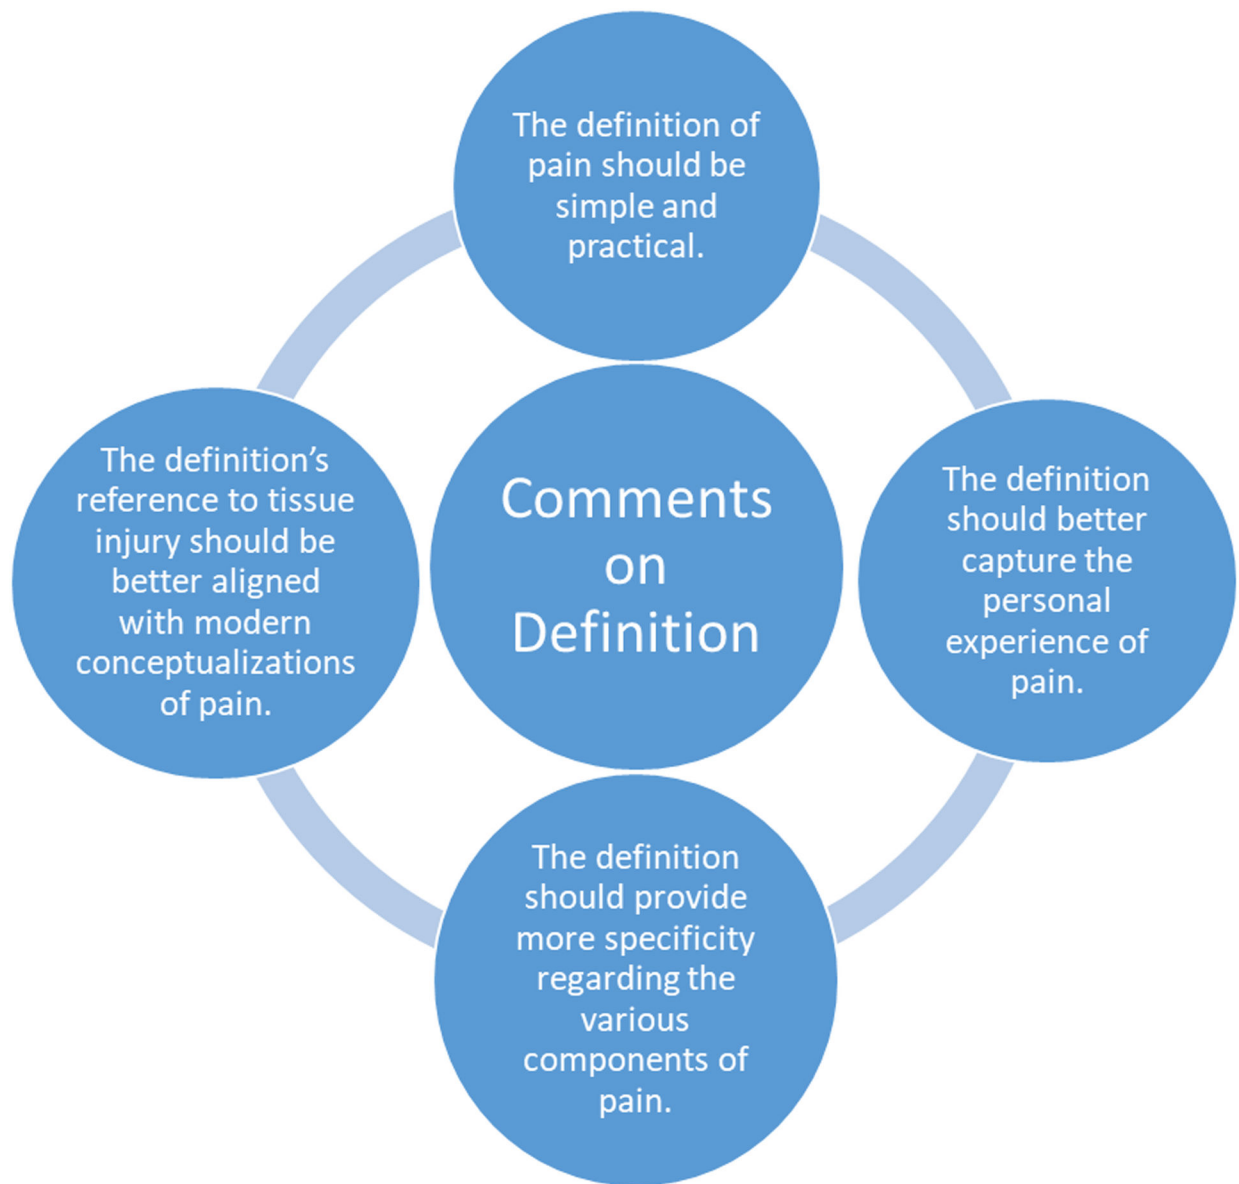 The definition of
pain should be
simple and
practical.
The definition’s
reference to tissue
injury should be
better aligned
with modern
conceptualizations
of pain.
Comments
on
Definition
The definition
should better
capture the
personal
experience of
pain.
The definition
should provide
more specificity
regarding the
various
components of
pain.